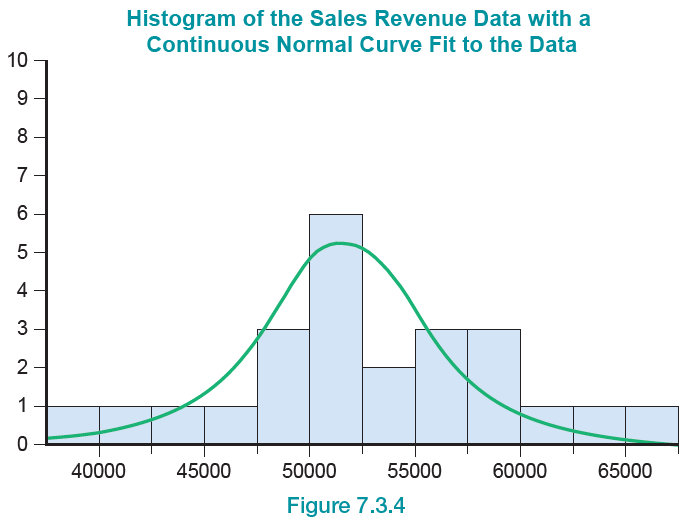 Histogram of the Sales Revenue Data with a
Continuous Normal Curve Fit to the Data
10
9
8
7
6
5
4
3
2
1
0
40000 45000 50000 55000 60000 65000
Figure 7.3.4